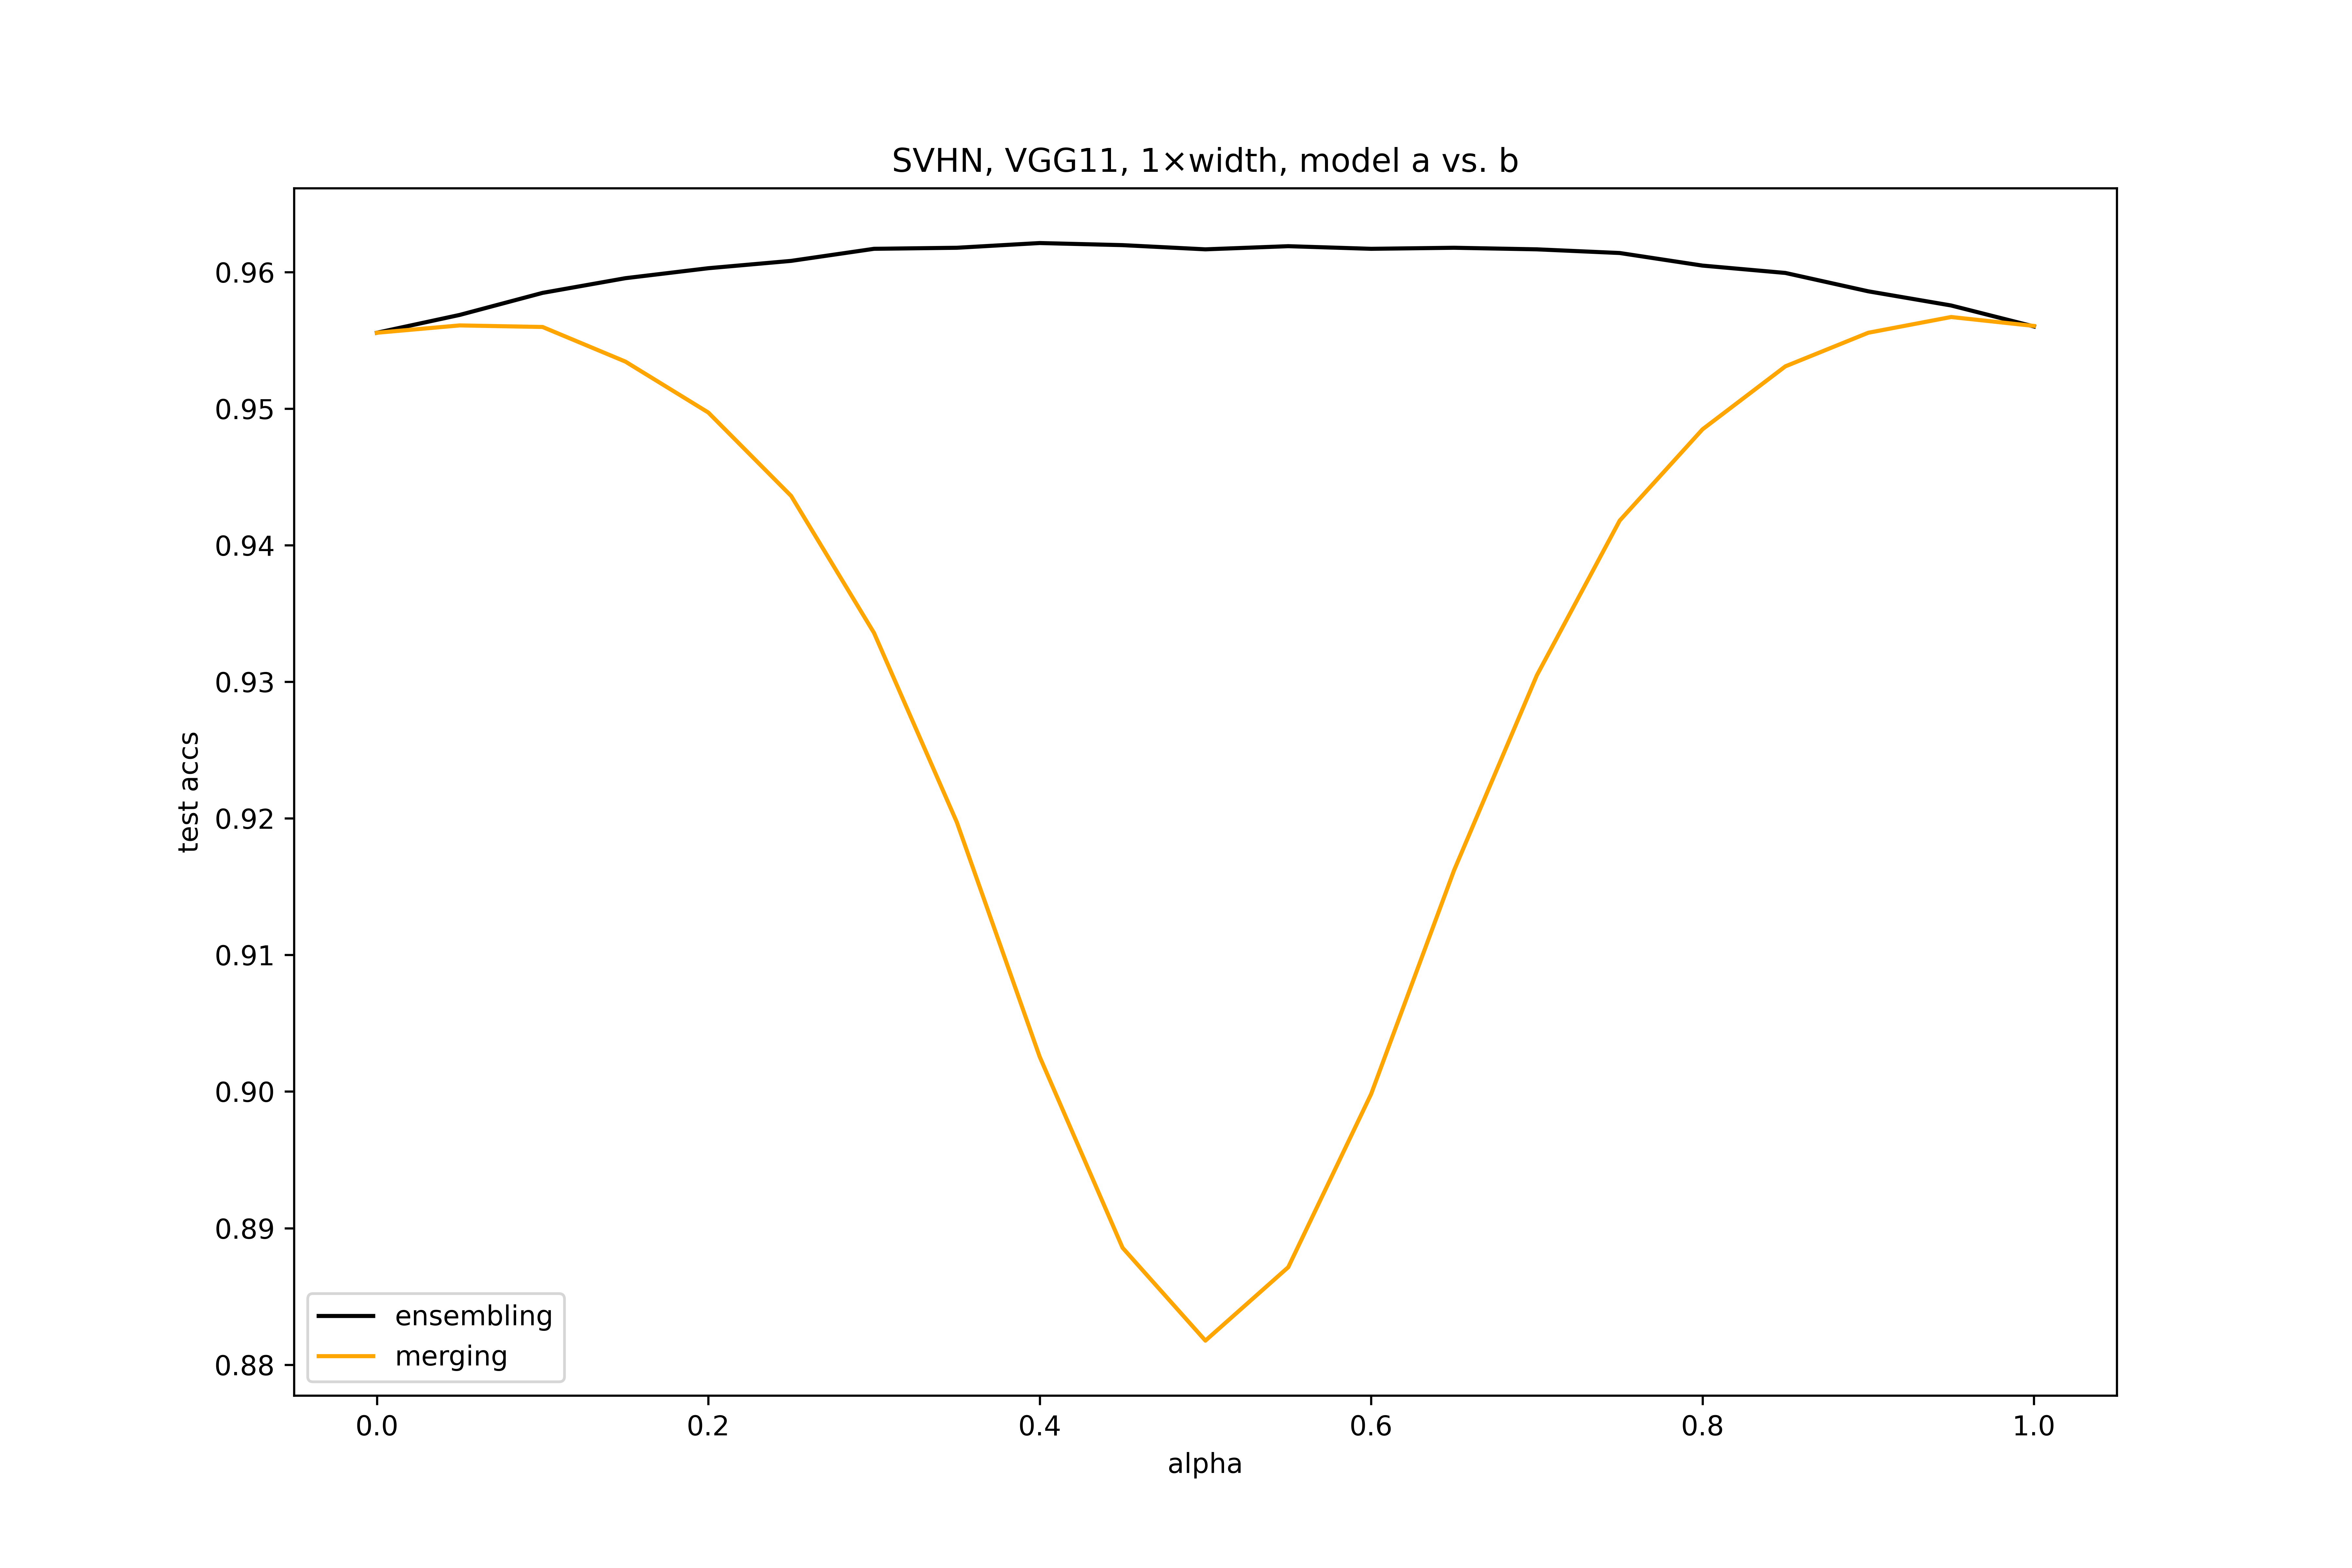 SVHN, VGG11, 1×width, model a vs. b
test accs
0.96
0.95
0.94
0.93
0.92
0.91
0.90
0.89
0.88
ensembling
merging
0.0 0.2 0.4 0.6 0.8 1.0
alpha